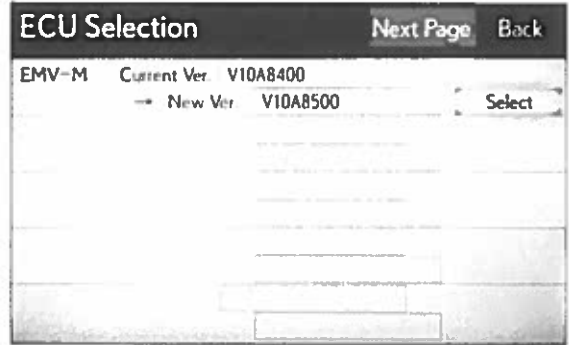 ECU Selection Next Page Back
EMV-M Current Ver. V10A8400
→ New Ver. V10A8500 Select